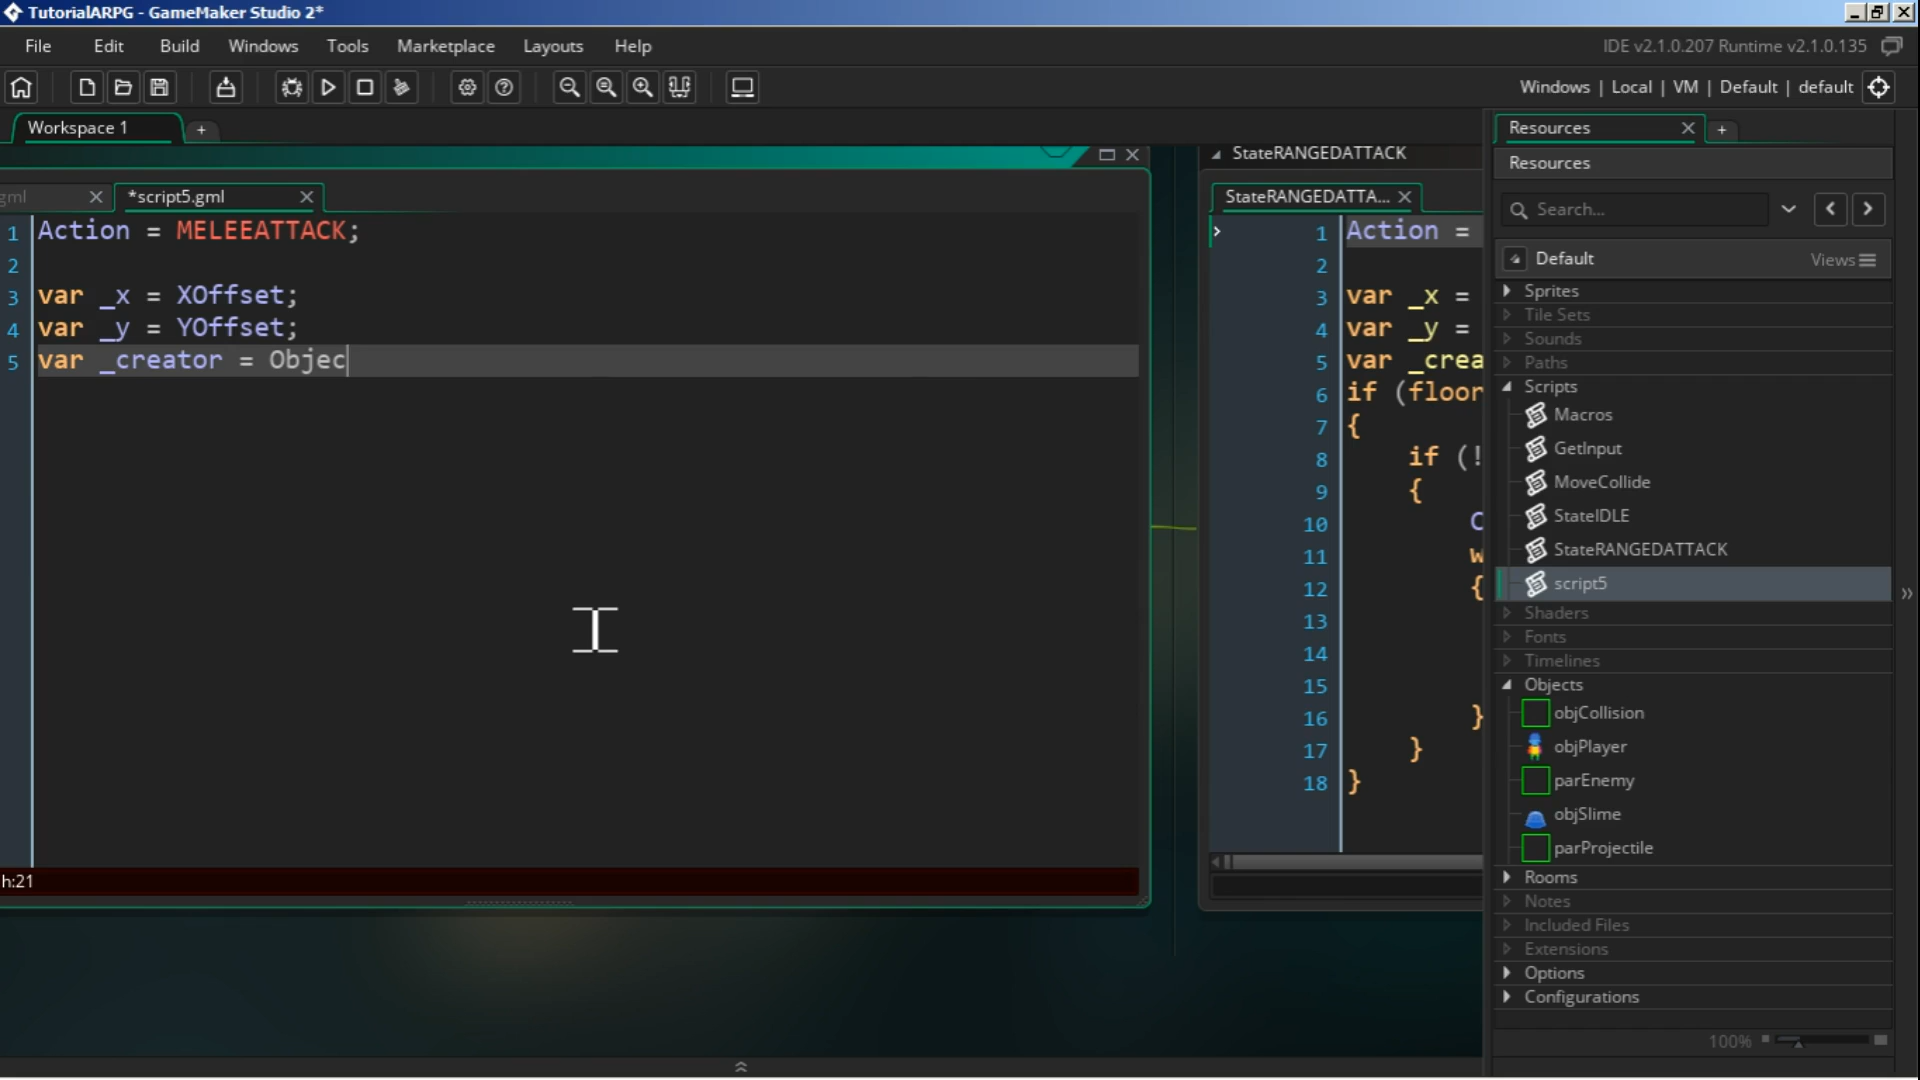 TutorialARPG - GameMaker Studio 2*
File Edit Build Windows Tools Marketplace Layouts Help
IDE v2.1.0.207 Runtime v2.1.0.135
Windows | Local | VM | Default | default
Workspace 1 +
gml
*script5.gml
1 Action = MELEEATTACK;
2
3 var _x = XOffset;
4 var _y = YOffset;
5 var _creator = Objec
h:21
StateRANGEDATTACK
StateRANGEDATTA...
1 Action =
2
3 var _x =
4 var _y =
5 var _crea
6 if (floor
7 {
8 if (!
9 {
10 C
11 w
12 {
13
14
15
16 }
17 }
18 }
Resources +
Resources
Search...
Default Views
Sprites
Tile Sets
Sounds
Paths
Scripts
Macros
GetInput
MoveCollide
StateIDLE
StateRANGEDATTACK
script5
Shaders
Fonts
Timelines
Objects
objCollision
objPlayer
parEnemy
objSlime
parProjectile
Rooms
Notes
Included Files
Extensions
Options
Configurations
100%